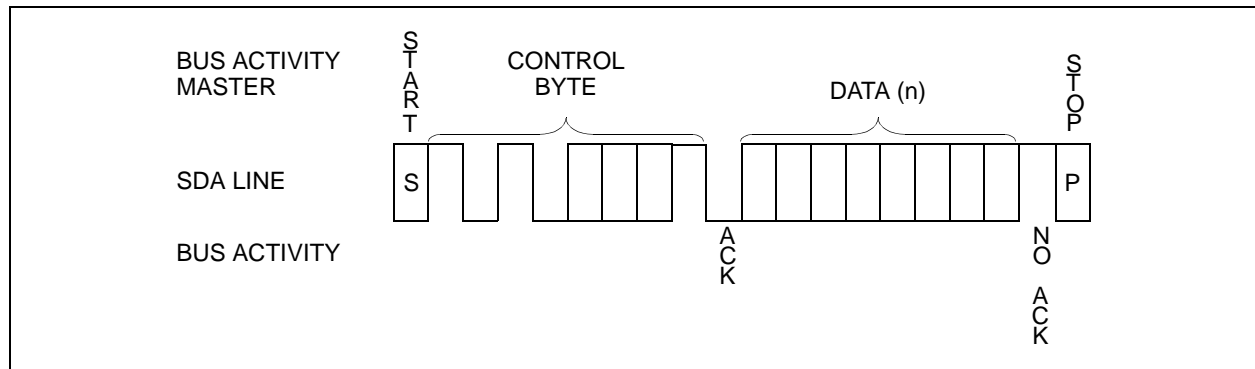 BUS ACTIVITY
MASTER
START
CONTROL
BYTE
DATA (n)
STOP
SDA LINE
S
P
BUS ACTIVITY
ACK
NO ACK